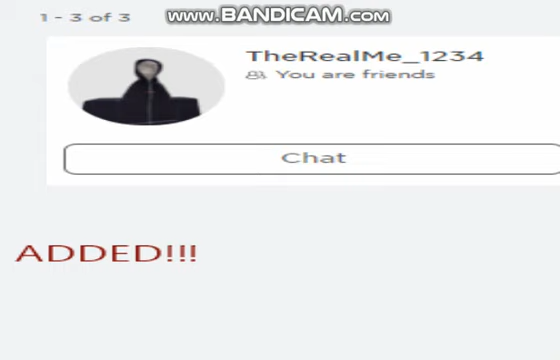 www.BANDICAM.com
1 - 3 of 3
TheRealMe_1234
You are friends
Chat
ADDED!!!